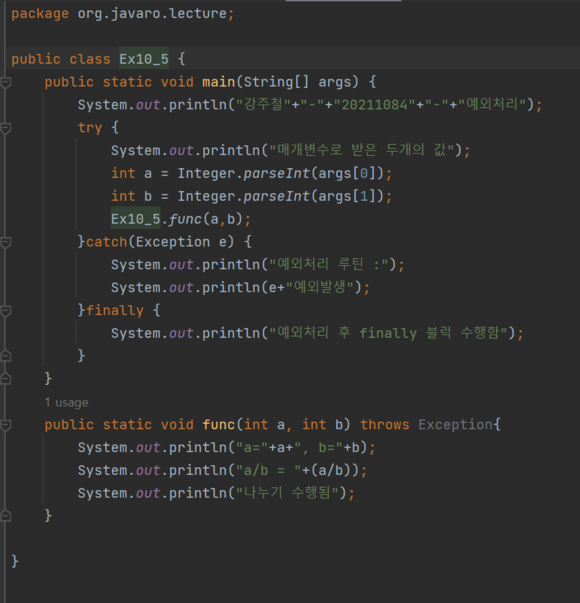 package org.javaro.lecture;
public class Ex10_5 {
public static void main(String[] args) {
System.out.println("강주철"+"-"+"20211084"+"-"+"예외처리");
try {
System.out.println("매개변수로 받은 두개의 값");
int a = Integer.parseInt(args[0]);
int b = Integer.parseInt(args[1]);
Ex10_5.func(a,b);
}catch(Exception e) {
System.out.println("예외처리 루틴 :");
System.out.println(e+"예외발생");
}finally {
System.out.println("예외처리 후 finally 블럭 수행함");
}
}
1 usage
public static void func(int a, int b) throws Exception{
System.out.println("a="+a+", b="+b);
System.out.println("a/b = "+(a/b));
System.out.println("나누기 수행됨");
}
}